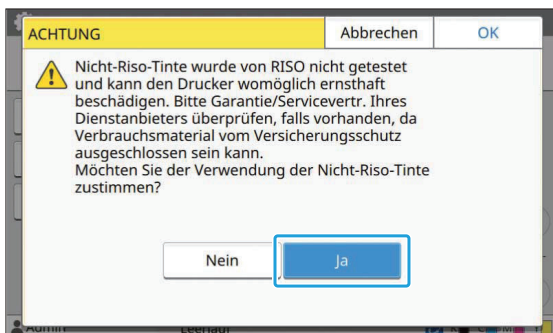 ACHTUNG
Abbrechen
OK
Nicht-Riso-Tinte wurde von RISO nicht getestet
und kann den Drucker womöglich ernsthaft
beschädigen. Bitte Garantie/Servicevertr. Ihres
Dienstanbieters überprüfen, falls vorhanden, da
Verbrauchsmaterial vom Versicherungsschutz
ausgeschlossen sein kann.
Möchten Sie der Verwendung der Nicht-Riso-Tinte
zustimmen?
Nein
Ja
Admin
Leerlauf